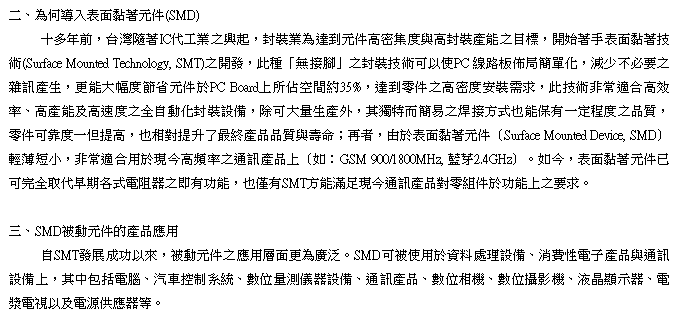 二、為何導入表面黏著元件(SMD)
十多年前，台灣隨著IC代工業之興起，封裝業為達到元件高密集度與高封裝產能之目標，開始著手表面黏著技
術(Surface Mounted Technology, SMT)之開發，此種「無接腳」之封裝技術可以使PC 線路板佈局簡單化，減少不必要之
雜訊產生，更能大幅度節省元件於PC Board上所佔空間約35%，達到零件之高密度安裝需求，此技術非常適合高效
率、高產能及高速度之全自動化封裝設備，除可大量生產外，其獨特而簡易之焊接方式也能保有一定程度之品質，
零件可靠度一但提高，也相對提升了最終產品品質與壽命；再者，由於表面黏著元件〔Surface Mounted Device, SMD〕
輕薄短小，非常適合用於現今高頻率之通訊產品上〔如：GSM 900/1800MHz, 藍芽2.4GHz〕。如今，表面黏著元件已
可完全取代早期各式電阻器之即有功能，也僅有SMT方能滿足現今通訊產品對零組件於功能上之要求。
三、SMD被動元件的產品應用
自SMT發展成功以來，被動元件之應用層面更為廣泛。SMD可被使用於資料處理設備、消費性電子產品與通訊
設備上，其中包括電腦、汽車控制系統、數位量測儀器設備、通訊產品、數位相機、數位攝影機、液晶顯示器、電
漿電視以及電源供應器等。